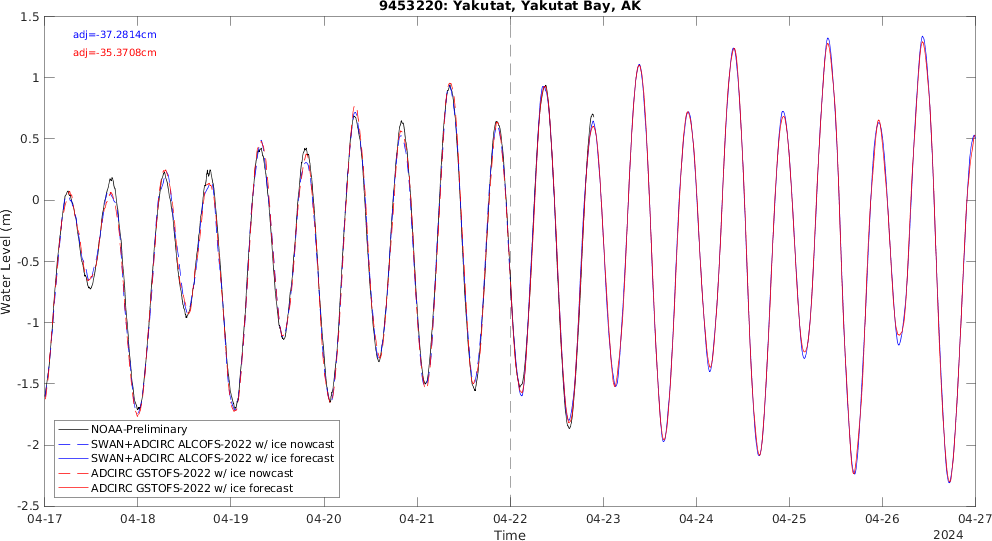 9453220: Yakutat, Yakutat Bay, AK
1.5
adj=-37.2814cm
adj=-35.3708cm
1
0.5
0
-0.5
-1
-1.5
-2
-2.5
Water Level (m)
NOAA-Preliminary
SWAN+ADCIRC ALCOFS-2022 w/ ice nowcast
SWAN+ADCIRC ALCOFS-2022 w/ ice forecast
ADCIRC GSTOFS-2022 w/ ice nowcast
ADCIRC GSTOFS-2022 w/ ice forecast
04-17 04-18 04-19 04-20 04-21 04-22 04-23 04-24 04-25 04-26 04-27
Time
2024